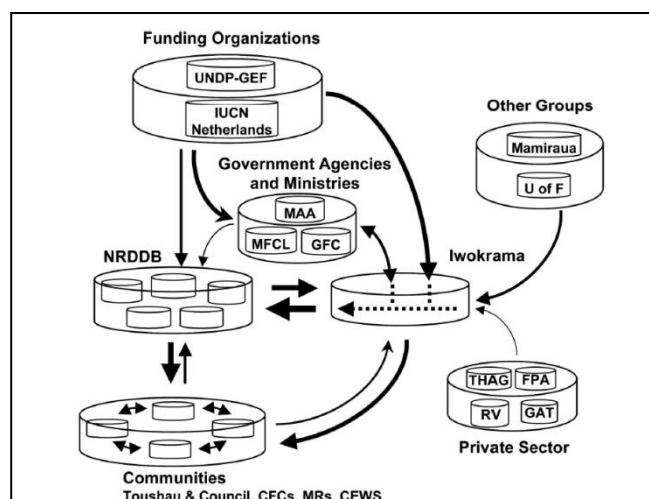 Funding Organizations
UNDP-GEF
IUCN
Netherlands
Other Groups
Mamiraua
U of F
Government Agencies
and Ministries
MAA
MFCL
GFC
NRDDB
Iwokrama
THAG
FPA
RV
GAT
Private Sector
Communities
Toushau & Council, CECs, MRs, CEWS